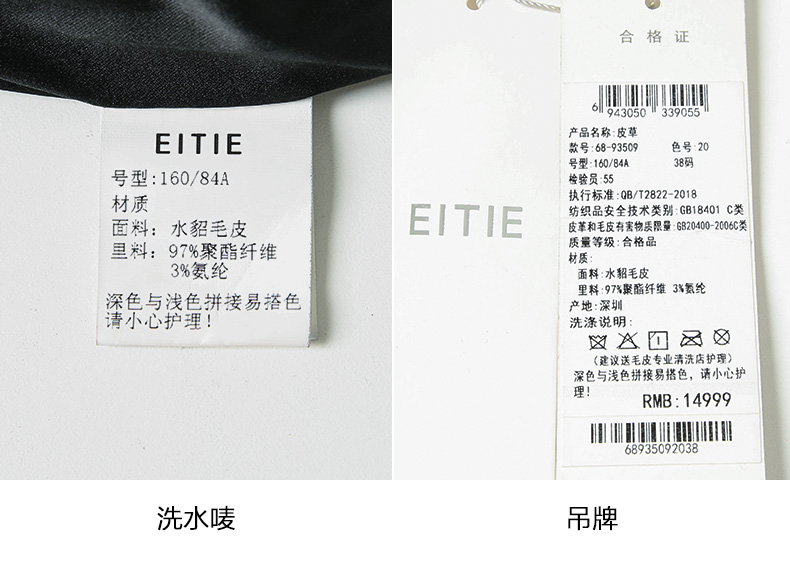 EITIE
号型:160/84A
材质
面料: 水貂毛皮
里料: 97%聚酯纤维
3%氨纶
深色与浅色拼接易搭色
请小心护理!
洗水唛
EITIE
合格证
6 943050 339055
产品名称:皮草
款号:68-93509 色号:20
号型:160/84A 38码
检验员:55
执行标准:QB/T2822-2018
纺织品安全技术类别:GB18401 C类
皮革和毛皮有害物质限量:GB20400-2006C类
质量等级:合格品
材质:
面料:水貂毛皮
里料:97%聚酯纤维 3%氨纶
产地:深圳
洗涤说明:
(建议送毛皮专业清洗店护理)
深色与浅色拼接易搭色,请小心护
理!
RMB:14999
68935092038
吊牌